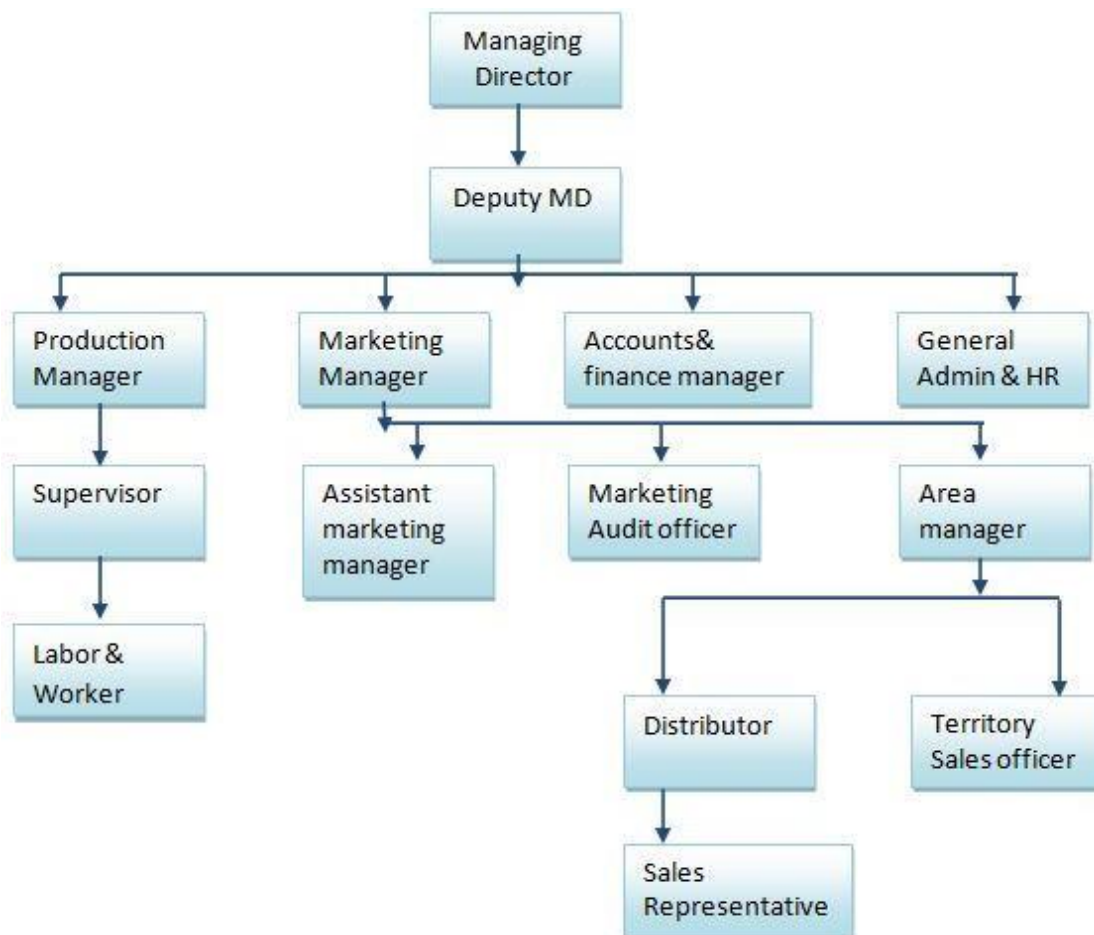 Managing
Director
Deputy MD
Production
Manager
Marketing
Manager
Accounts&
finance manager
General
Admin & HR
Supervisor
Assistant
marketing
manager
Marketing
Audit officer
Area
manager
Labor &
Worker
Distributor
Territory
Sales officer
Sales
Representative